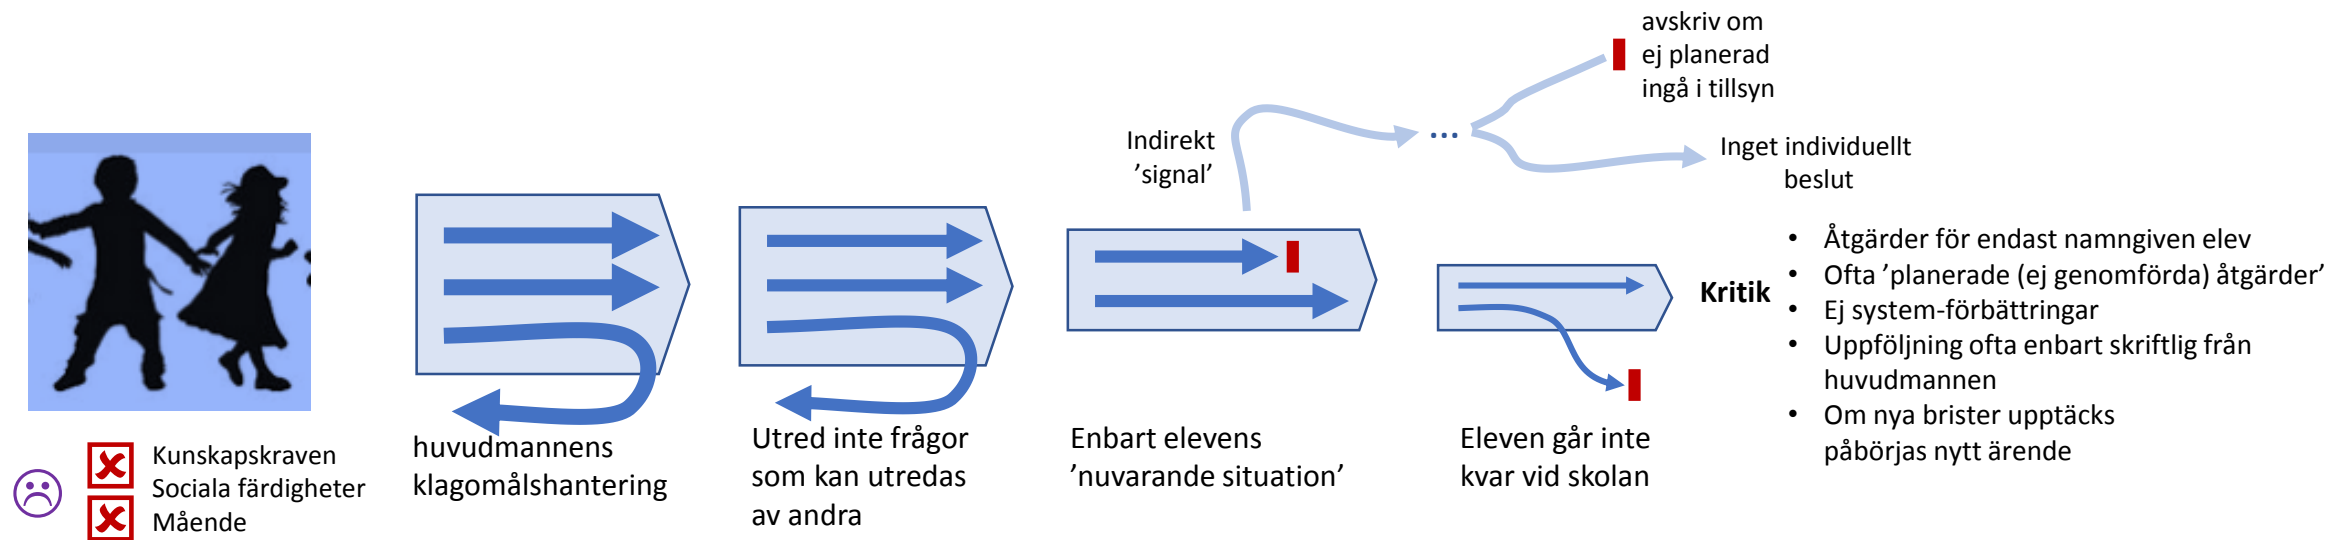 Kunskapskraven
Sociala färdigheter
Mående
huvudmannens
klagomålshantering
Utred inte frågor
som kan utredas
av andra
Enbart elevens
’nuvarande situation’
Indirekt
’signal’
...
avskriv om
ej planerad
ingå i tillsyn
Inget individuellt
beslut
Eleven går inte
kvar vid skolan
Kritik
• Åtgärder för endast namngiven elev
• Ofta ’planerade (ej genomförda) åtgärder’
• Ej system-förbättringar
• Uppföljning ofta enbart skriftlig från
huvudmannen
• Om nya brister upptäcks
påbörjas nytt ärende